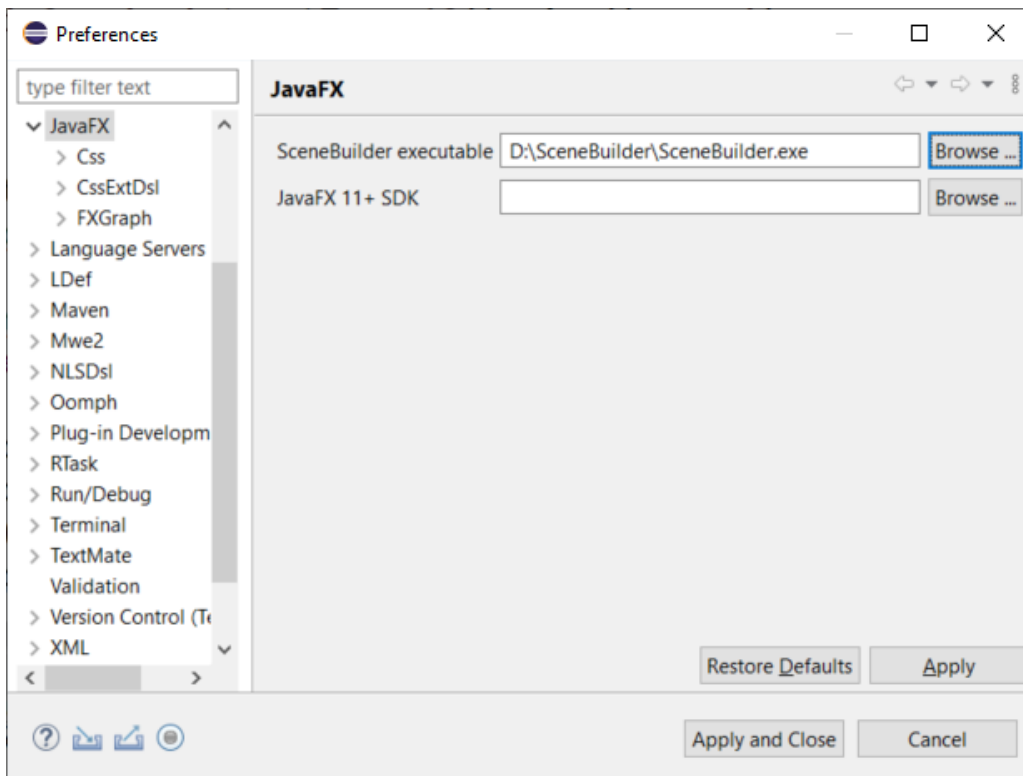 Preferences
type filter text
JavaFX
Css
CssExtDsl
FXGraph
Language Servers
LDef
Maven
Mwe2
NLSDsl
Oomph
Plug-in Developm
RTask
Run/Debug
Terminal
TextMate
Validation
Version Control (Te
XML
JavaFX
SceneBuilder executable D:\SceneBuilder\SceneBuilder.exe Browse ...
JavaFX 11+ SDK Browse ...
Restore Defaults Apply
Apply and Close Cancel